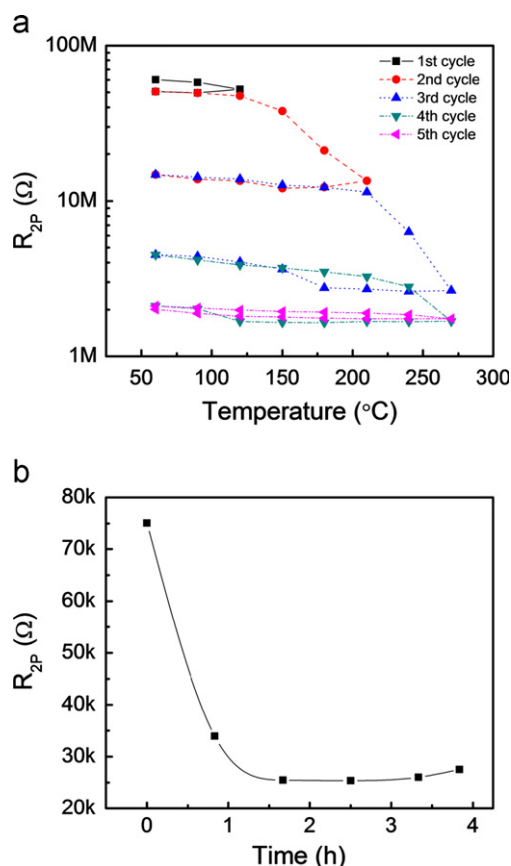 a
100M
10M
1M
R2P (Ω)
1st cycle
2nd cycle
3rd cycle
4th cycle
5th cycle
50 100 150 200 250 300
Temperature (°C)
b
80k
70k
60k
50k
40k
30k
20k
R2P (Ω)
0 1 2 3 4
Time (h)